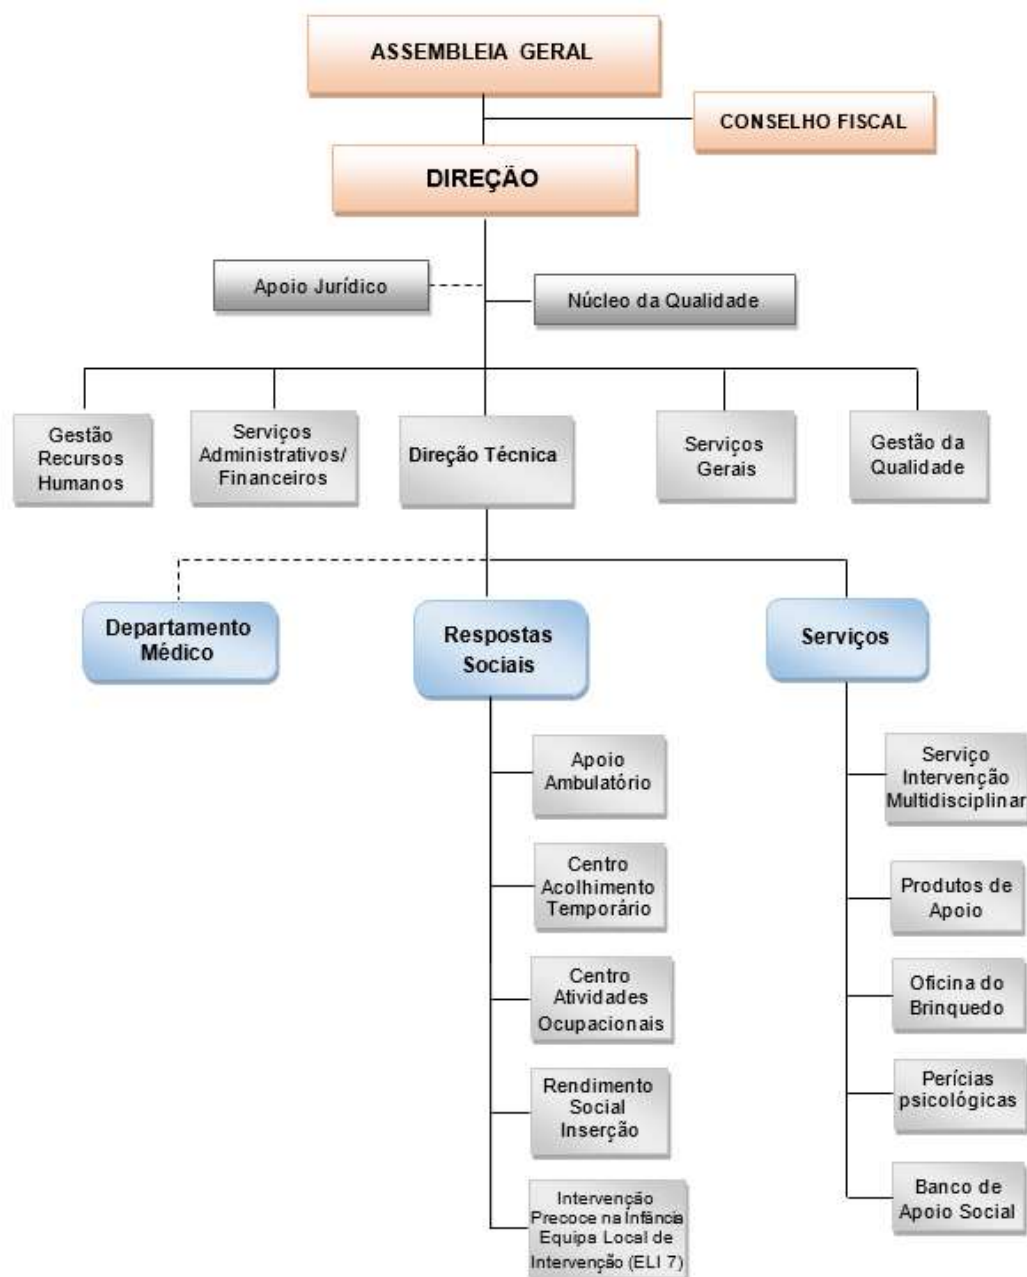 ASSEMBLEIA GERAL
CONSELHO FISCAL
DIREÇÃO
Apoio Jurídico
Núcleo da Qualidade
Gestão
Recursos
Humanos
Serviços
Administrativos/
Financeiros
Direção Técnica
Serviços
Gerais
Gestão da
Qualidade
Departamento
Médico
Respostas
Sociais
Serviços
Apoio
Ambulatório
Centro
Acolhimento
Temporário
Centro
Atividades
Ocupacionais
Rendimento
Social
Inserção
Intervenção
Precoce na Infância
Equipa Local de
Intervenção (ELI 7)
Serviço
Intervenção
Multidisciplinar
Produtos de
Apoio
Oficina do
Brinquedo
Perícias
psicológicas
Banco de
Apoio Social